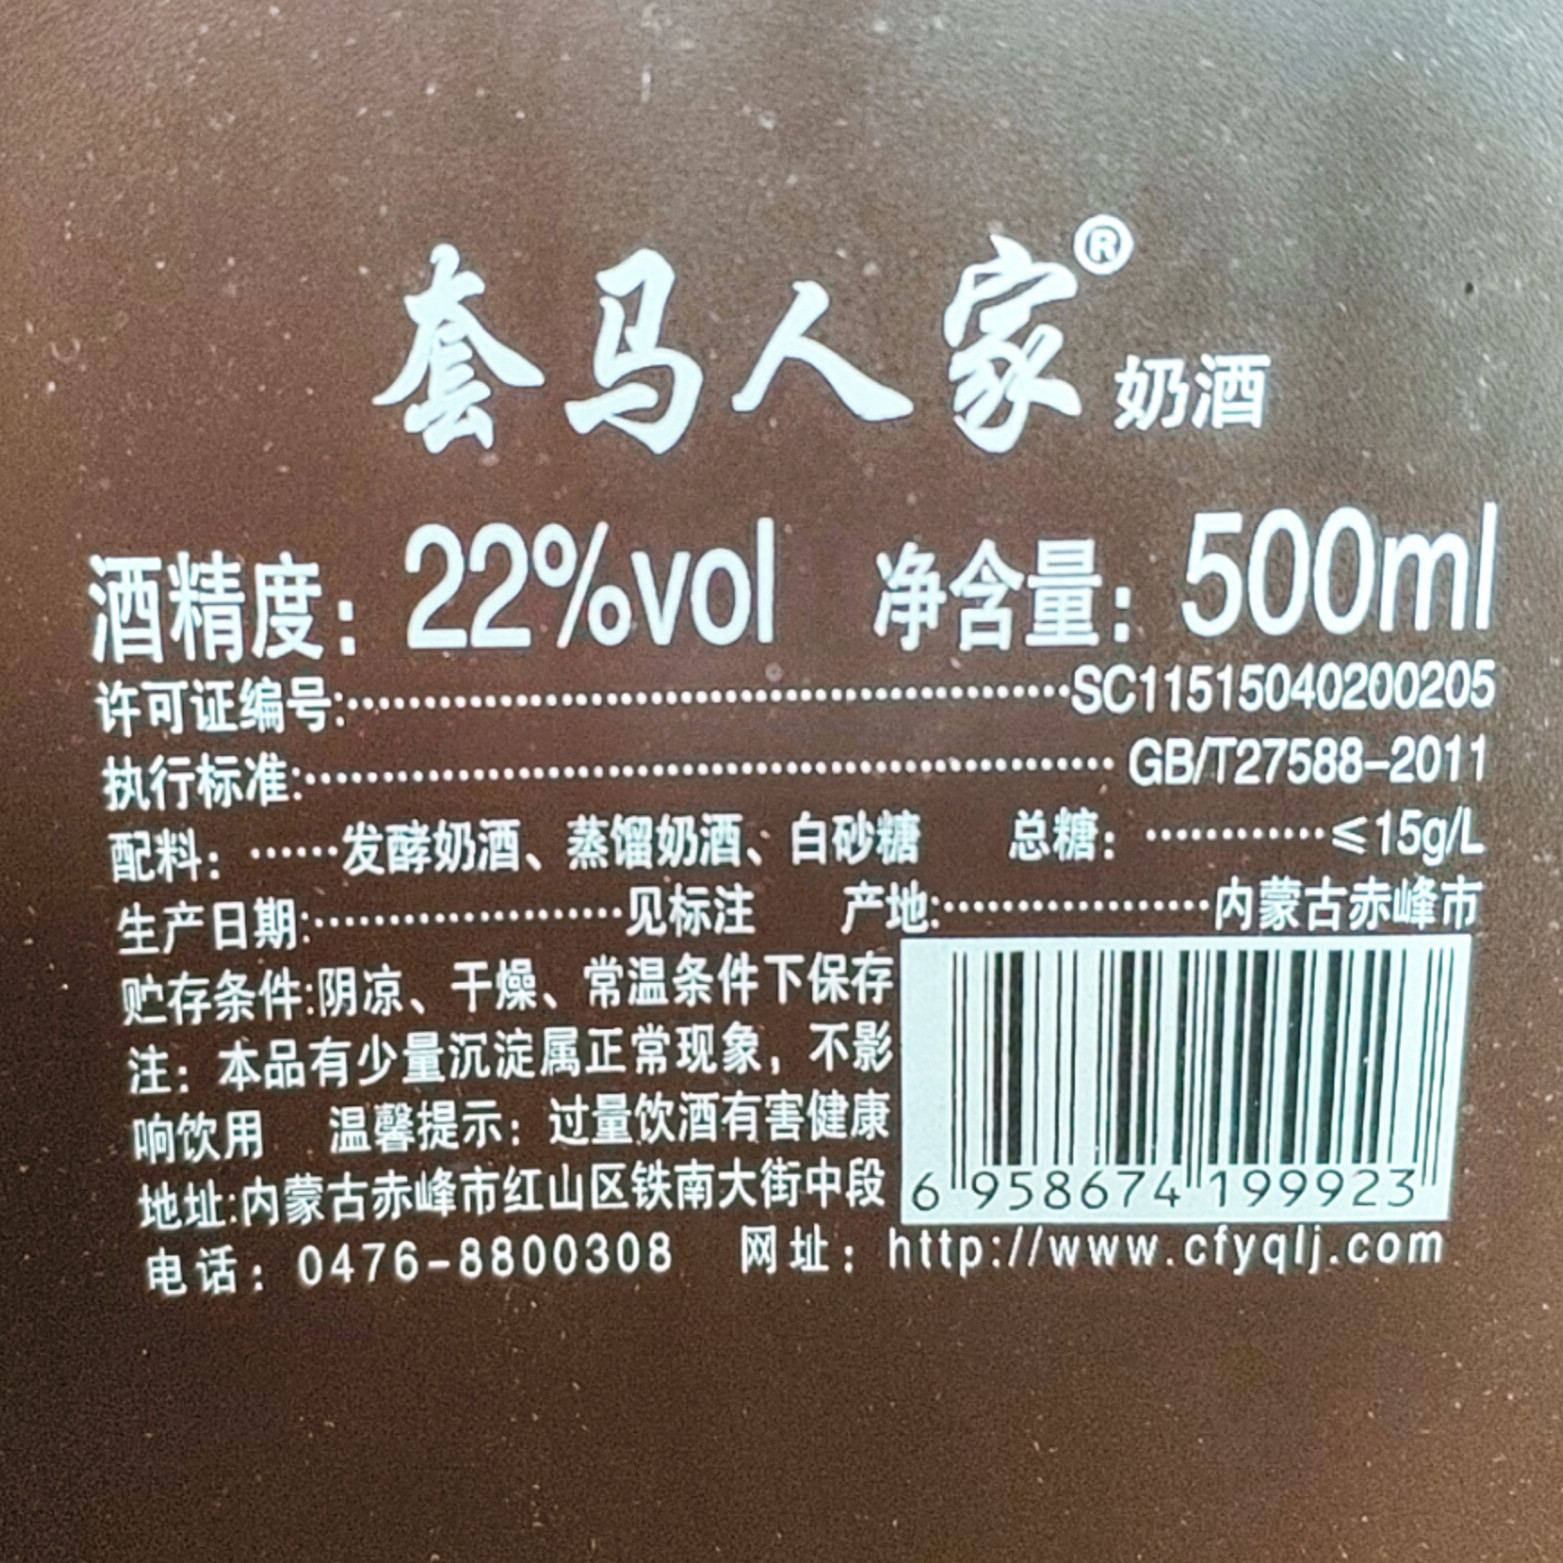 套马人家® 奶酒
酒精度：22%vol 净含量：500ml
许可证编号:······SC11515040200205
执行标准:······GB/T27588-2011
配料：······发酵奶酒、蒸馏奶酒、白砂糖 总糖：······≤15g/L
生产日期:······见标注 产地:······内蒙古赤峰市
贮存条件:阴凉、干燥、常温条件下保存
注：本品有少量沉淀属正常现象，不影
响饮用 温馨提示：过量饮酒有害健康
地址:内蒙古赤峰市红山区铁南大街中段
6 958674 199923
电话：0476-8800308 网址：http://www.cfyqlj.com